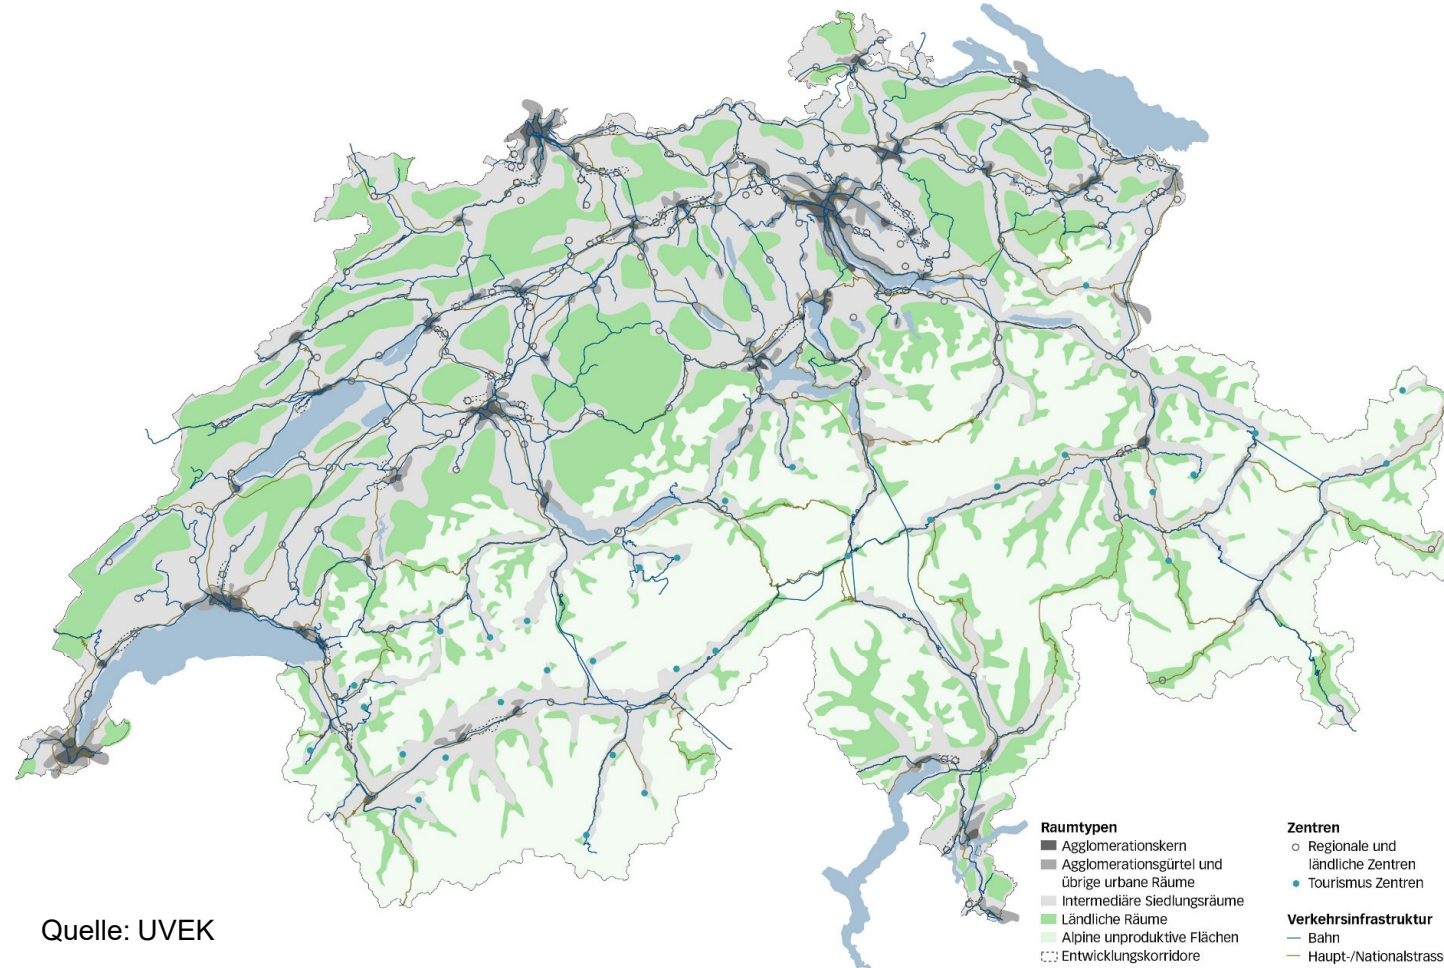 Raumtypen
Agglomerationskern
Agglomerationsgürtel und
übrige urbane Räume
Intermediäre Siedlungsräume
Ländliche Räume
Alpine unproduktive Flächen
Entwicklungskorridore
Zentren
Regionale und
ländliche Zentren
Tourismus Zentren
Verkehrsinfrastruktur
Bahn
Haupt-/Nationalstrass
Quelle: UVEK